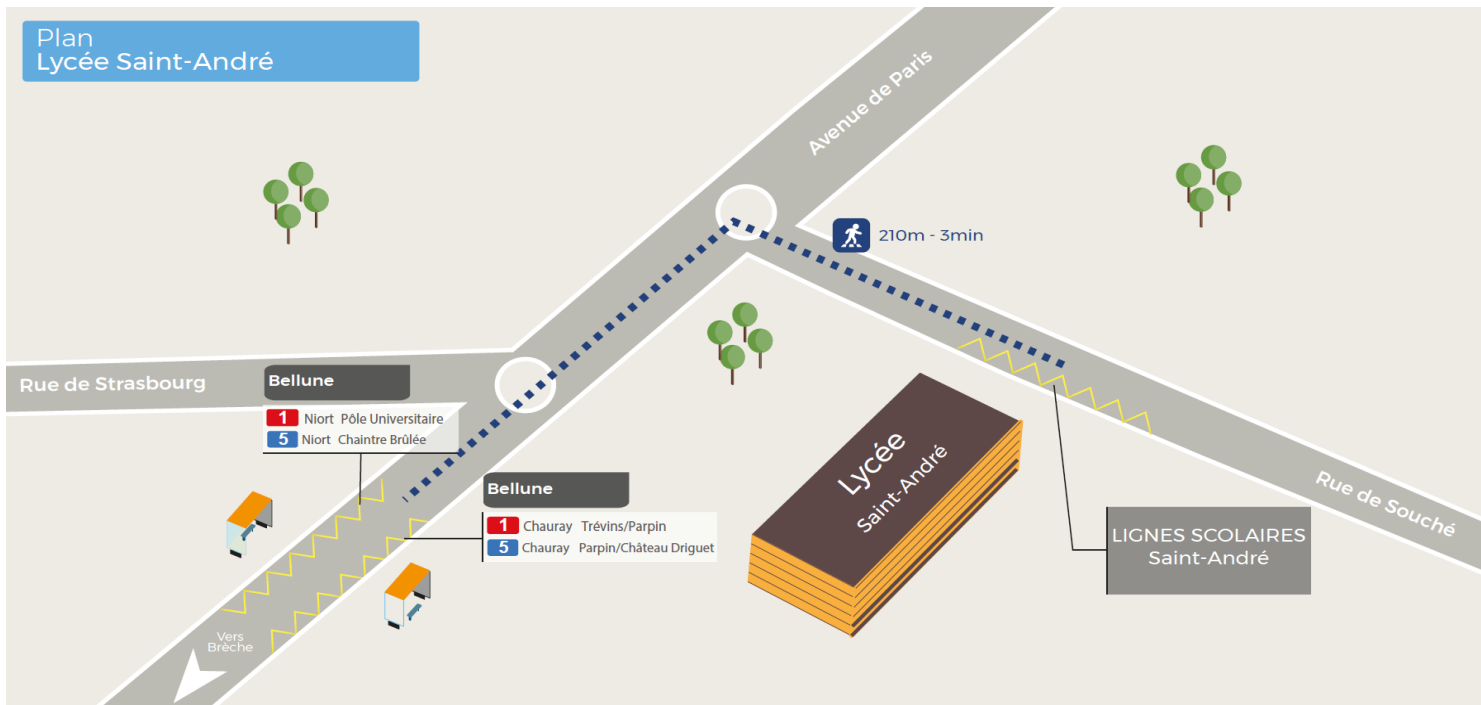 Plan
Lycée Saint-André
Avenue de Paris
210m - 3min
Rue de Strasbourg
Bellune
1 Niort Pôle Universitaire
5 Niort Chaintre Brûlée
Bellune
1 Chauray Trévins/Parpin
5 Chauray Parpin/Château Driguet
Lycée
Saint-André
Rue de Souché
LIGNES SCOLAIRES
Saint-André
Vers
Brèche